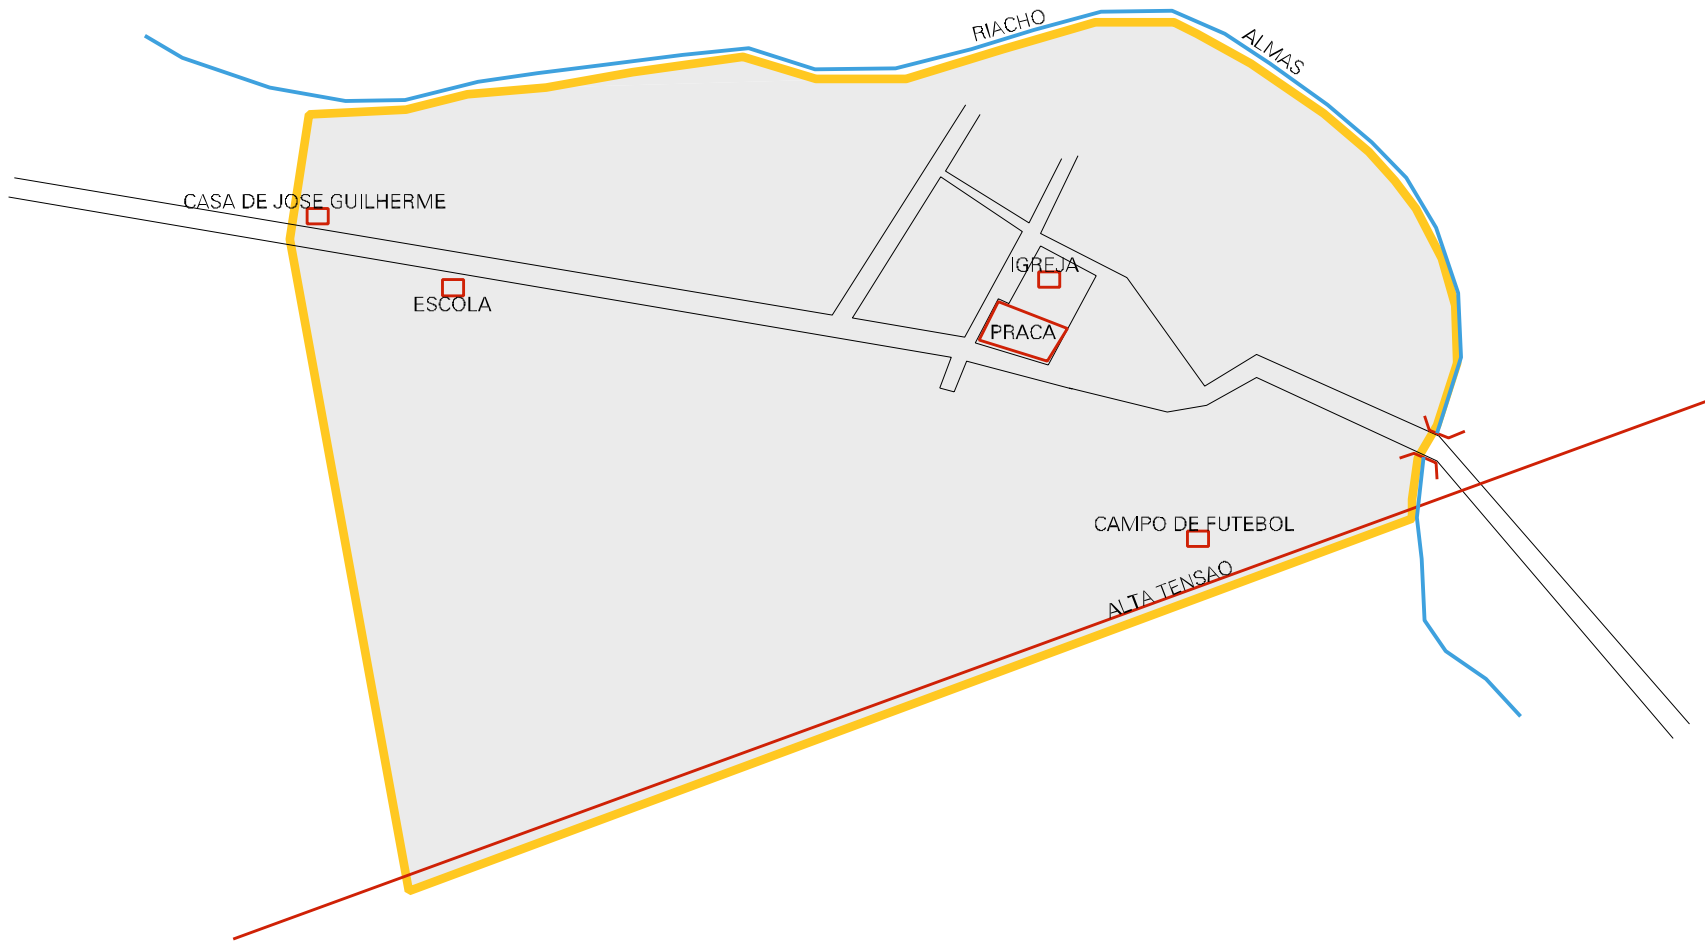 RIACHO
ALMAS
CASA DE JOSE GUILHERME
IGREJA
ESCOLA
PRACA
CAMPO DE FUTEBOL
ALTA TENSAO